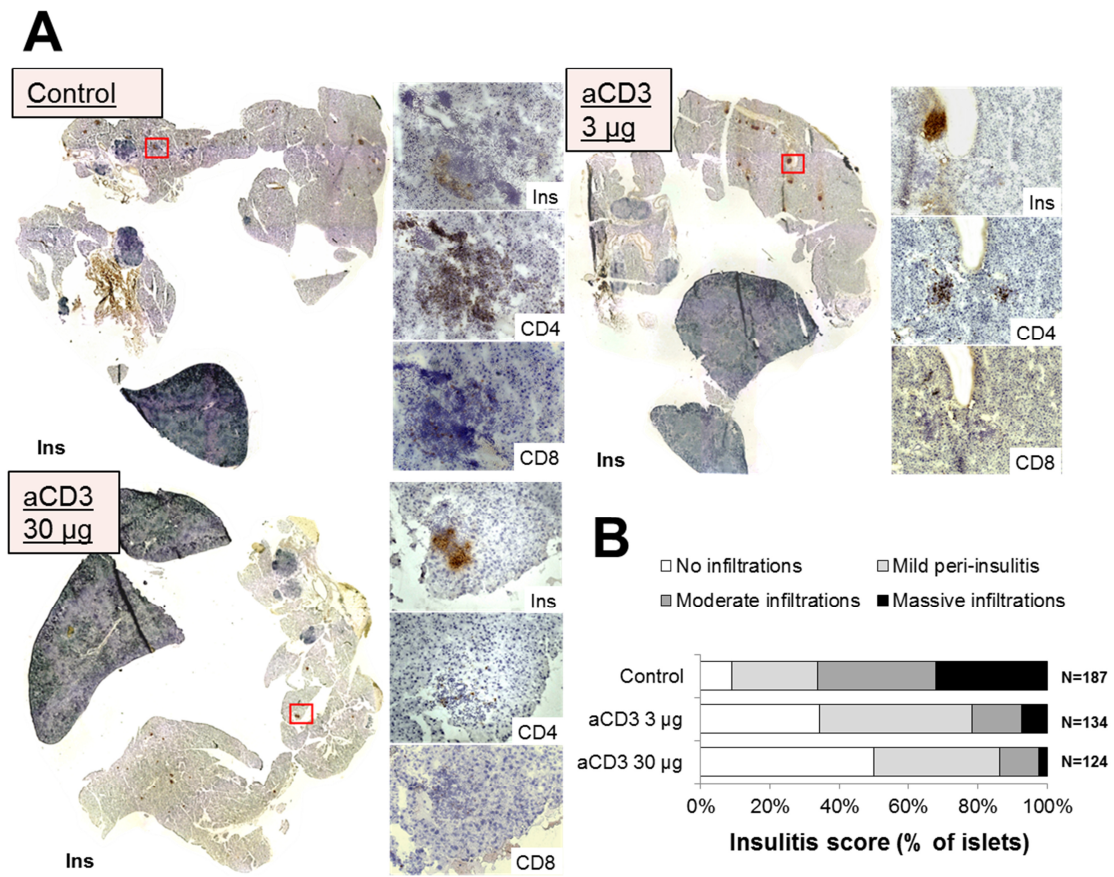 A
Control
Ins
CD4
CD8
Ins
aCD3
3 µg
Ins
CD4
CD8
Ins
aCD3
30 µg
Ins
CD4
CD8
Ins
B
No infiltrations
Mild peri-insulitis
Moderate infiltrations
Massive infiltrations
Control
N=187
aCD3 3 µg
N=134
aCD3 30 µg
N=124
0%
20%
40%
60%
80%
100%
Insulitis score (% of islets)